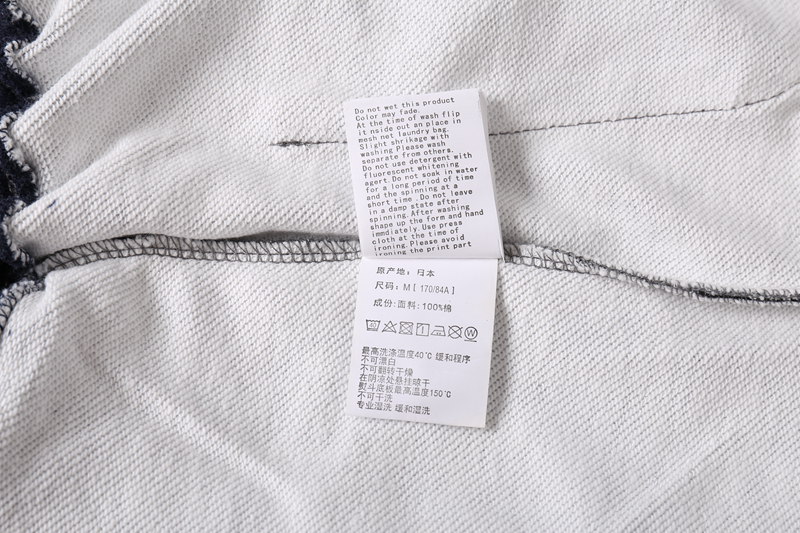 Do not wet this product
Color may fade.
At the time of wash flip
it nside out an place in
mesh net laundry bag.
Slight shrikage with
washing Please wash
separate from others.
Do not use detergent with
fluorescent whitening
agert. Do not soak in water
for a long period of time
and the spinning at a
short time . Do not leave
in a damp state after
spinning. After washing
shape up the form and hand
immediately. Use press
cloth at the time of
ironing. Please avoid
ironing the print part
原产地: 日本
尺码: M [ 170/84A ]
成份: 面料: 100%棉
40 W
最高洗涤温度40℃ 缓和程序
不可漂白
不可翻转干燥
在阴凉处悬挂晾干
熨斗底板最高温度150℃
不可干洗
专业湿洗 缓和湿洗